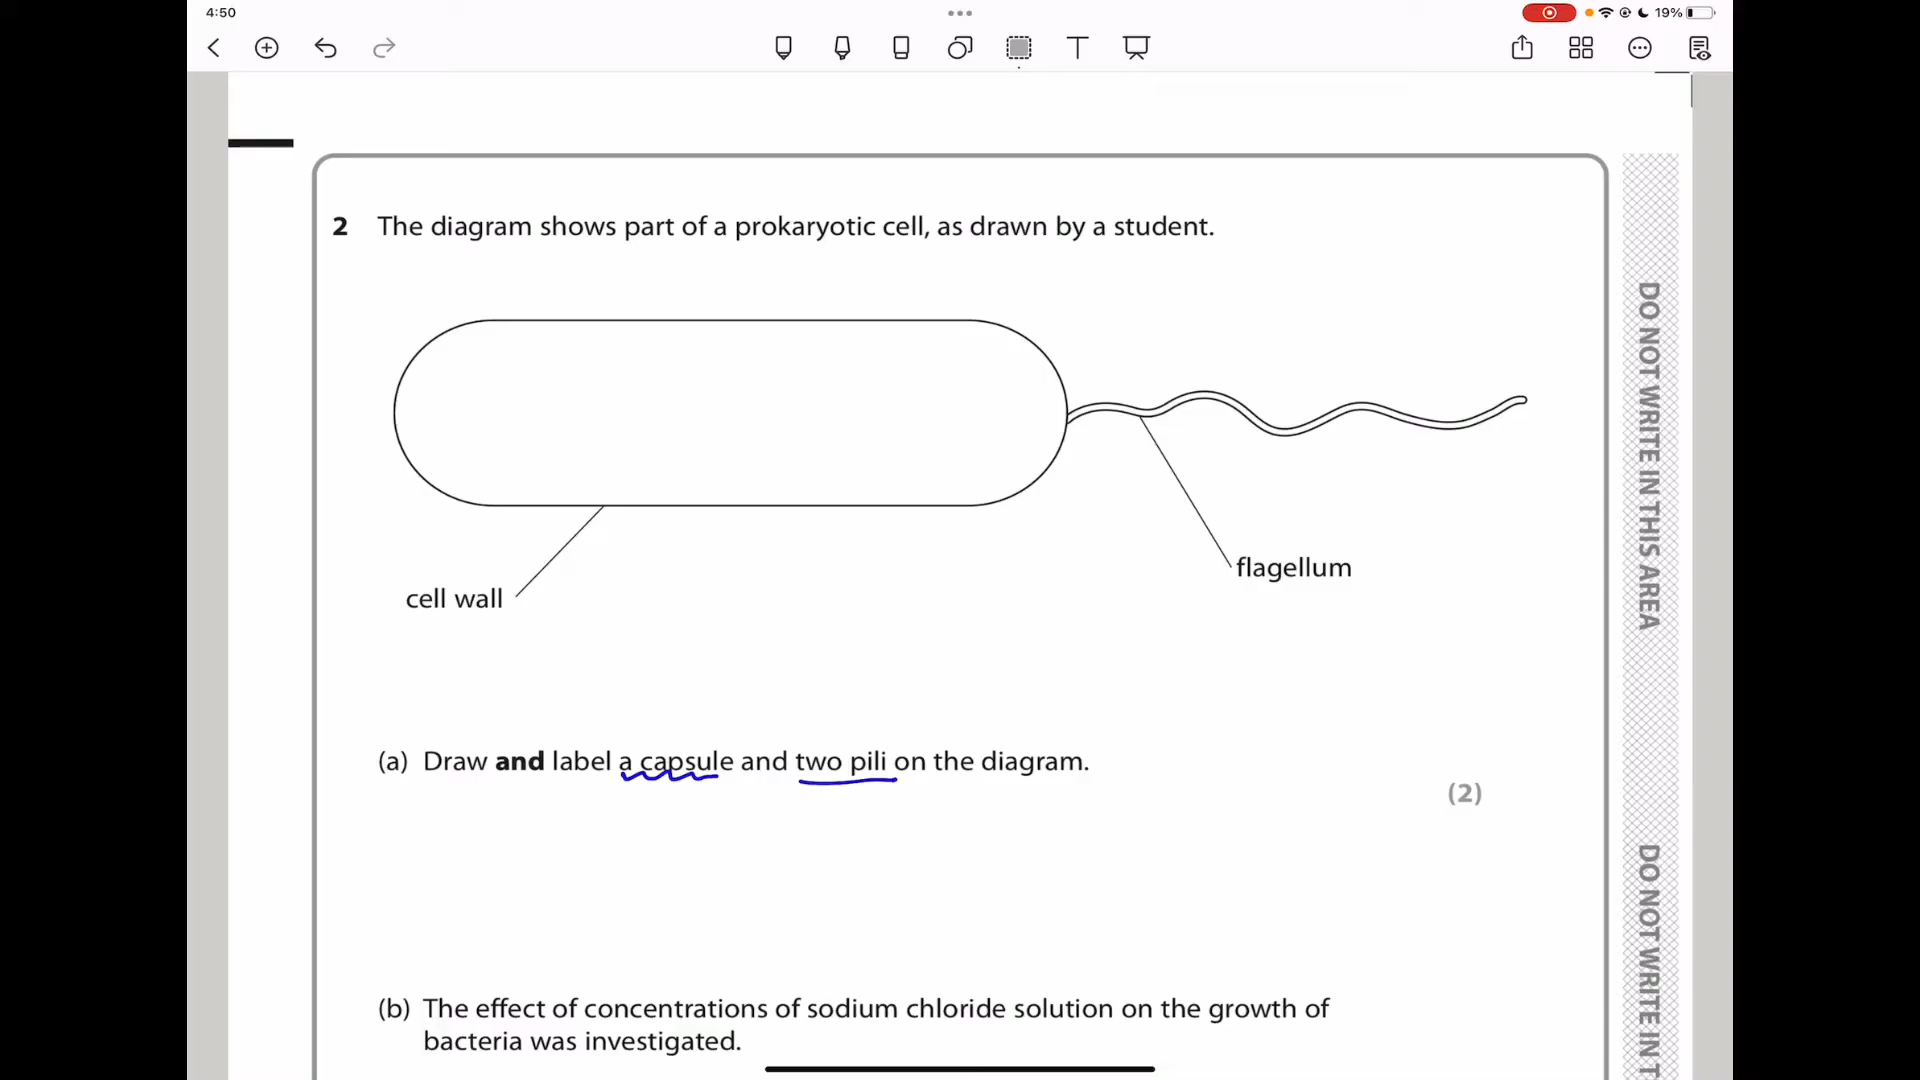 4:50
19%
T
2 The diagram shows part of a prokaryotic cell, as drawn by a student.
flagellum
cell wall
(a) Draw and label a capsule and two pili on the diagram.
(2)
(b) The effect of concentrations of sodium chloride solution on the growth of
bacteria was investigated.
DO NOT WRITE IN THIS AREA
DO NOT WRITE IN T